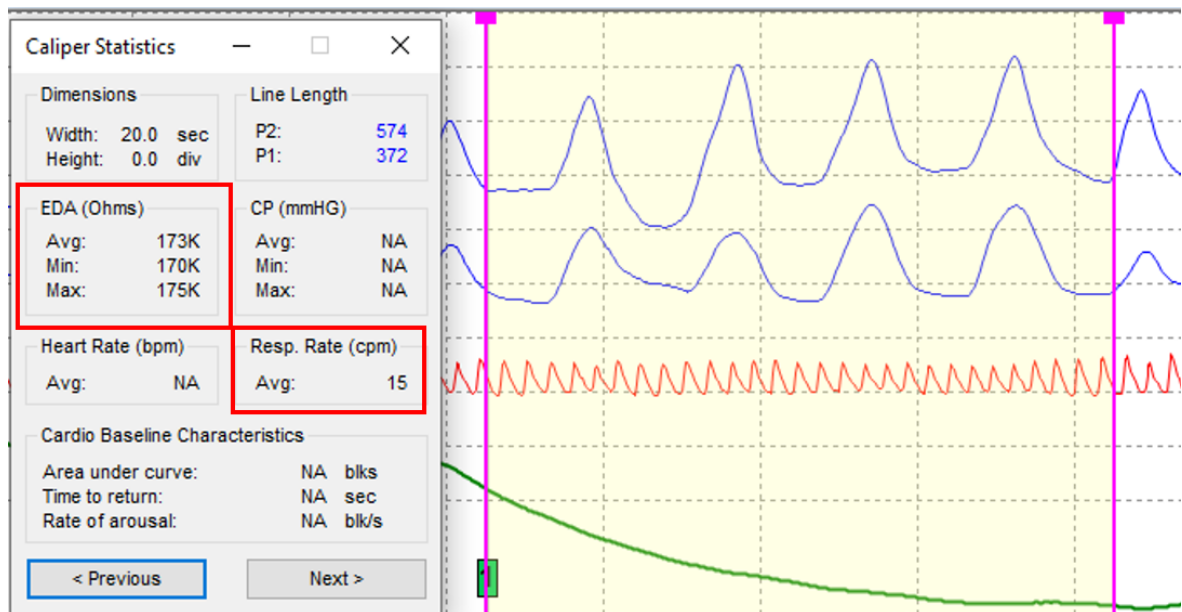 Caliper Statistics
Dimensions
Width: 20.0 sec
Height: 0.0 div
Line Length
P2: 574
P1: 372
EDA (Ohms)
Avg: 173K
Min: 170K
Max: 175K
CP (mmHG)
Avg: NA
Min: NA
Max: NA
Heart Rate (bpm)
Avg: NA
Resp. Rate (cpm)
Avg: 15
Cardio Baseline Characteristics
Area under curve: NA blks
Time to return: NA sec
Rate of arousal: NA blk/s
< Previous
Next >
1